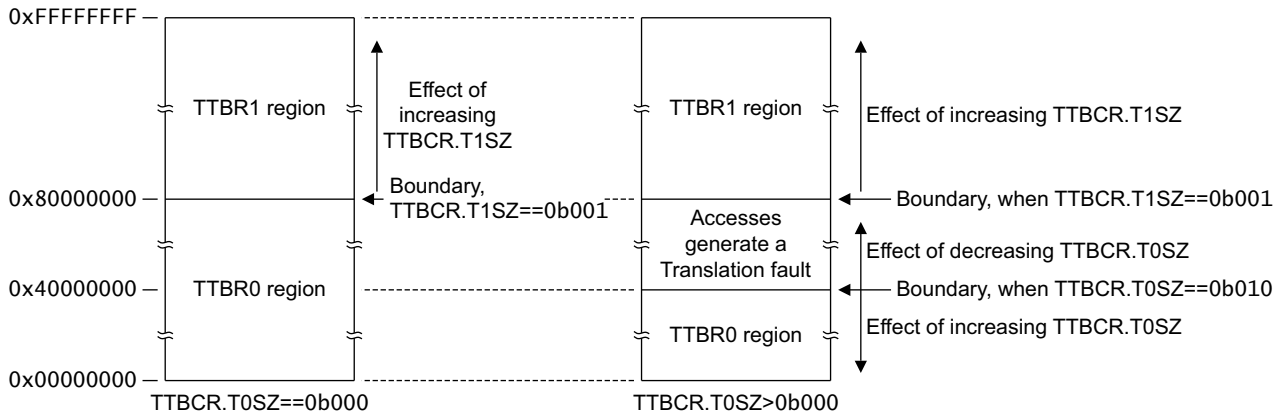 0xFFFFFFFF
TTBR1 region
Effect of
increasing
TTBCR.T1SZ
TTBR1 region
Effect of increasing TTBCR.T1SZ
0x80000000
Boundary,
TTBCR.T1SZ==0b001
Boundary, when TTBCR.T1SZ==0b001
Accesses
generate a
Translation fault
Effect of decreasing TTBCR.T0SZ
0x40000000
TTBR0 region
Boundary, when TTBCR.T0SZ==0b010
TTBR0 region
Effect of increasing TTBCR.T0SZ
0x00000000
TTBCR.T0SZ==0b000
TTBCR.T0SZ>0b000